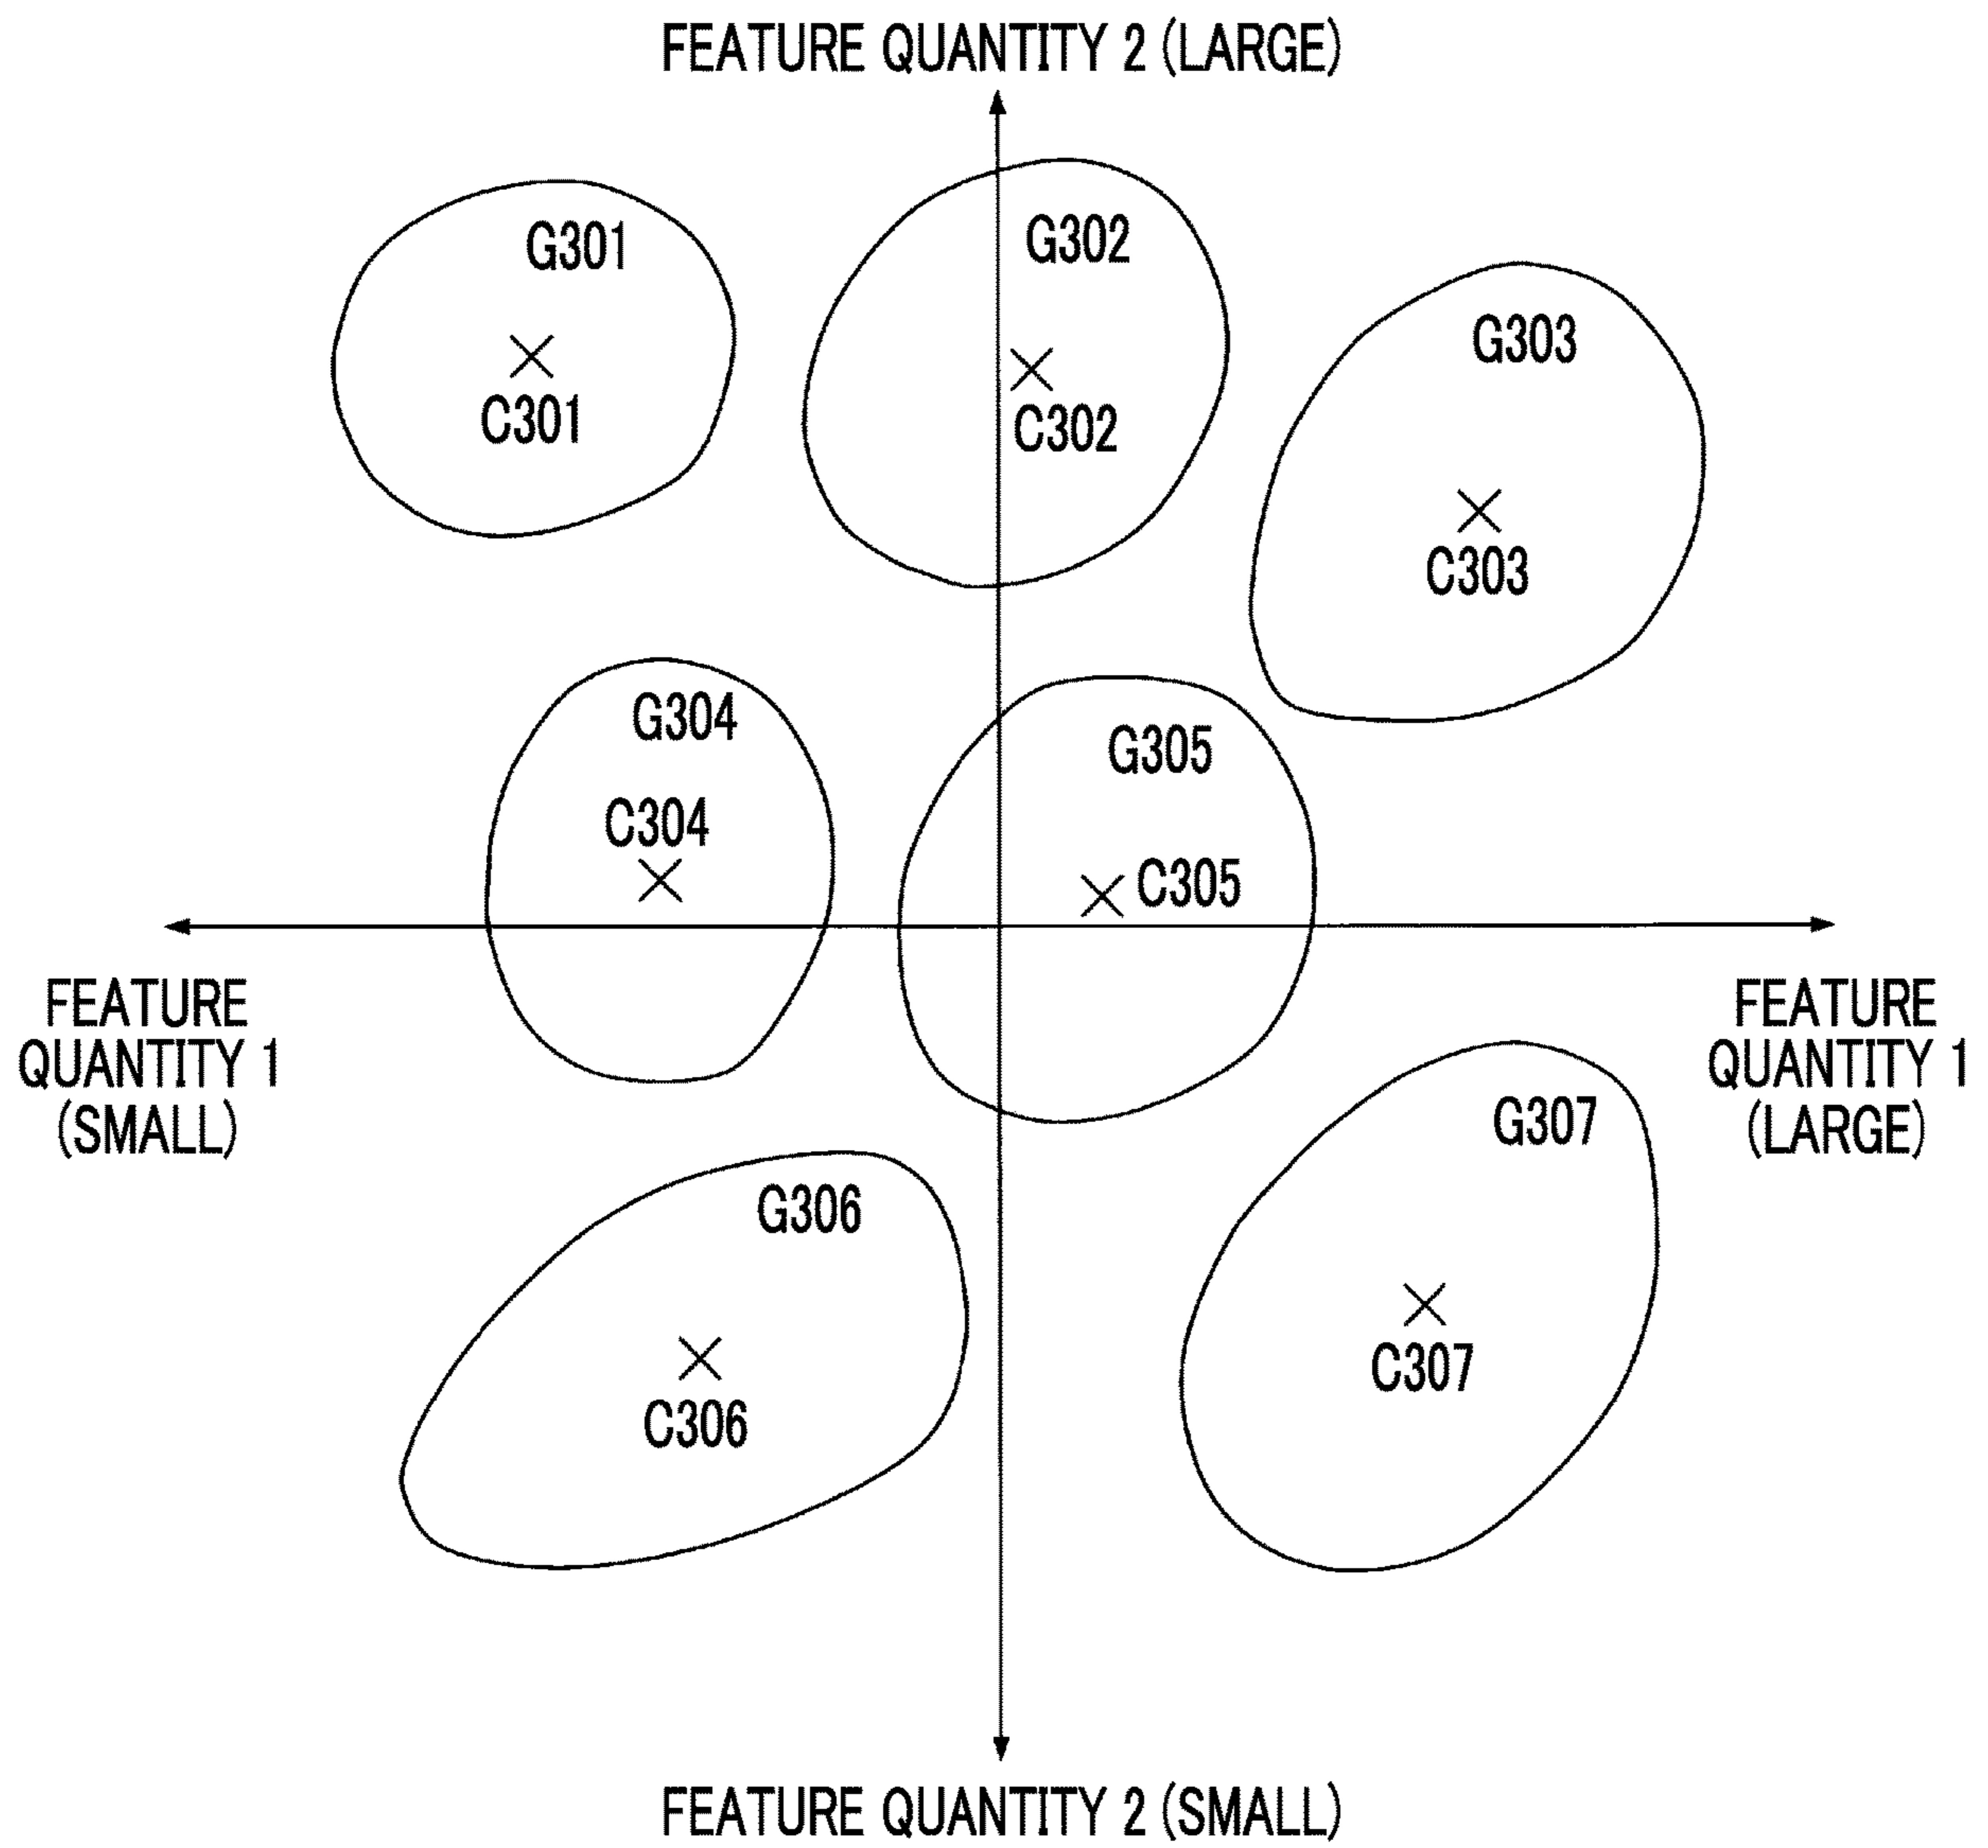 FEATURE QUANTITY 2 (LARGE)
G301
G302
G303
C301
C302
C303
G304
G305
C304
C305
FEATURE
QUANTITY 1
(SMALL)
FEATURE
QUANTITY 1
(LARGE)
G307
G306
C307
C306
FEATURE QUANTITY 2 (SMALL)